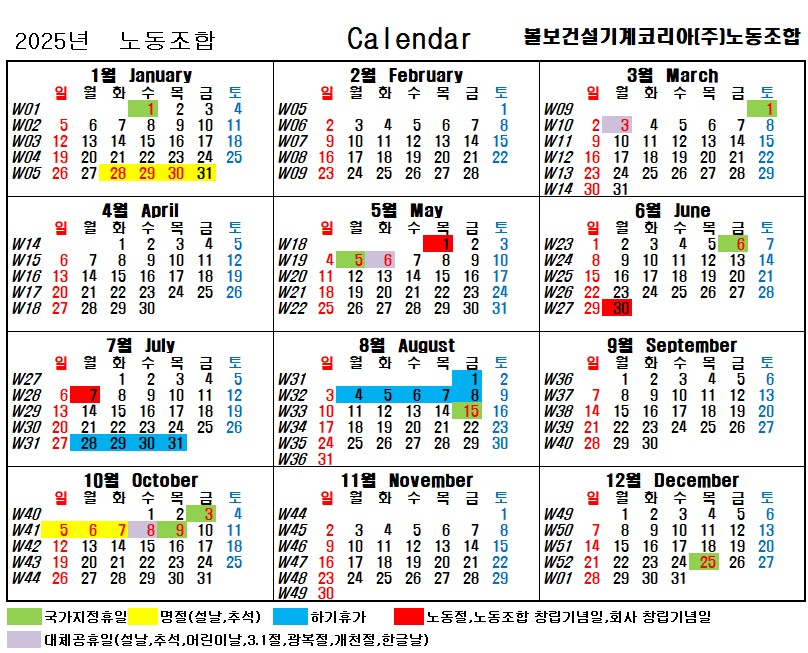 2025년 노동조합 Calendar 볼보건설기계코리아(주)노동조합
1월 January 2월 February 3월 March
일 월 화 수 목 금 토 일 월 화 수 목 금 토 일 월 화 수 목 금 토
W01 1 2 3 4 W05 1 W09 1
W02 5 6 7 8 9 10 11 W06 2 3 4 5 6 7 8 W10 2 3 4 5 6 7 8
W03 12 13 14 15 16 17 18 W07 9 10 11 12 13 14 15 W11 9 10 11 12 13 14 15
W04 19 20 21 22 23 24 25 W08 16 17 18 19 20 21 22 W12 16 17 18 19 20 21 22
W05 26 27 28 29 30 31 W09 23 24 25 26 27 28 W13 23 24 25 26 27 28 29
W14 30 31
4월 April 5월 May 6월 June
일 월 화 수 목 금 토 일 월 화 수 목 금 토 일 월 화 수 목 금 토
W14 1 2 3 4 5 W18 1 2 3 W23 1 2 3 4 5 6 7
W15 6 7 8 9 10 11 12 W19 4 5 6 7 8 9 10 W24 8 9 10 11 12 13 14
W16 13 14 15 16 17 18 19 W20 11 12 13 14 15 16 17 W25 15 16 17 18 19 20 21
W17 20 21 22 23 24 25 26 W21 18 19 20 21 22 23 24 W26 22 23 24 25 26 27 28
W18 27 28 29 30 W22 25 26 27 28 29 30 31 W27 29 30
7월 July 8월 August 9월 September
일 월 화 수 목 금 토 일 월 화 수 목 금 토 일 월 화 수 목 금 토
W27 1 2 3 4 5 W31 1 2 W36 1 2 3 4 5 6
W28 6 7 8 9 10 11 12 W32 3 4 5 6 7 8 9 W37 7 8 9 10 11 12 13
W29 13 14 15 16 17 18 19 W33 10 11 12 13 14 15 16 W38 14 15 16 17 18 19 20
W30 20 21 22 23 24 25 26 W34 17 18 19 20 21 22 23 W39 21 22 23 24 25 26 27
W31 27 28 29 30 31 W35 24 25 26 27 28 29 30 W40 28 29 30
W36 31
10월 October 11월 November 12월 December
일 월 화 수 목 금 토 일 월 화 수 목 금 토 일 월 화 수 목 금 토
W40 1 2 3 4 W44 1 W49 1 2 3 4 5 6
W41 5 6 7 8 9 10 11 W45 2 3 4 5 6 7 8 W50 7 8 9 10 11 12 13
W42 12 13 14 15 16 17 18 W46 9 10 11 12 13 14 15 W51 14 15 16 17 18 19 20
W43 19 20 21 22 23 24 25 W47 16 17 18 19 20 21 22 W52 21 22 23 24 25 26 27
W44 26 27 28 29 30 31 W48 23 24 25 26 27 28 29 W01 28 29 30 31
W49 30
국가지정휴일 명절(설날,추석) 하기휴가 노동절,노동조합 창립기념일,회사 창립기념일
대체공휴일(설날,추석,어린이날,3.1절,광복절,개천절,한글날)